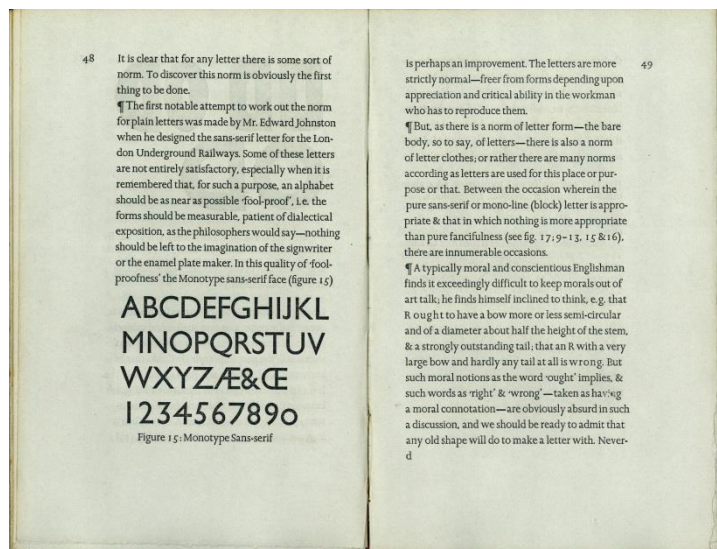 48
It is clear that for any letter there is some sort of
norm. To discover this norm is obviously the first
thing to be done.
¶ The first notable attempt to work out the norm
for plain letters was made by Mr. Edward Johnston
when he designed the sans-serif letter for the Lon-
don Underground Railways. Some of these letters
are not entirely satisfactory, especially when it is
remembered that, for such a purpose, an alphabet
should be as near as possible ‘fool-proof’, i.e. the
forms should be measurable, patient of dialectical
exposition, as the philosophers would say—nothing
should be left to the imagination of the signwriter
or the enamel plate maker. In this quality of ‘fool-
proofness’ the Monotype sans-serif face (figure 15)
ABCDEFGHIJKL
MNOPQRSTUV
WXYZÆ&Œ
1234567890
Figure 15: Monotype Sans-serif
49
is perhaps an improvement. The letters are more
strictly normal—freer from forms depending upon
appreciation and critical ability in the workman
who has to reproduce them.
¶ But, as there is a norm of letter form—the bare
body, so to say, of letters—there is also a norm
of letter clothes; or rather there are many norms
according as letters are used for this place or pur-
pose or that. Between the occasion wherein the
pure sans-serif or mono-line (block) letter is appro-
priate & that in which nothing is more appropriate
than pure fancifulness (see fig. 17; 9–13, 15 & 16),
there are innumerable occasions.
¶ A typically moral and conscientious Englishman
finds it exceedingly difficult to keep morals out of
art talk; he finds himself inclined to think, e.g. that
R ought to have a bow more or less semi-circular
and of a diameter about half the height of the stem,
& a strongly outstanding tail; that an R with a very
large bow and hardly any tail at all is wrong. But
such moral notions as the word ‘ought’ implies, &
such words as ‘right’ & ‘wrong’—taken as having
a moral connotation—are obviously absurd in such
a discussion, and we should be ready to admit that
any old shape will do to make a letter with. Never-
d